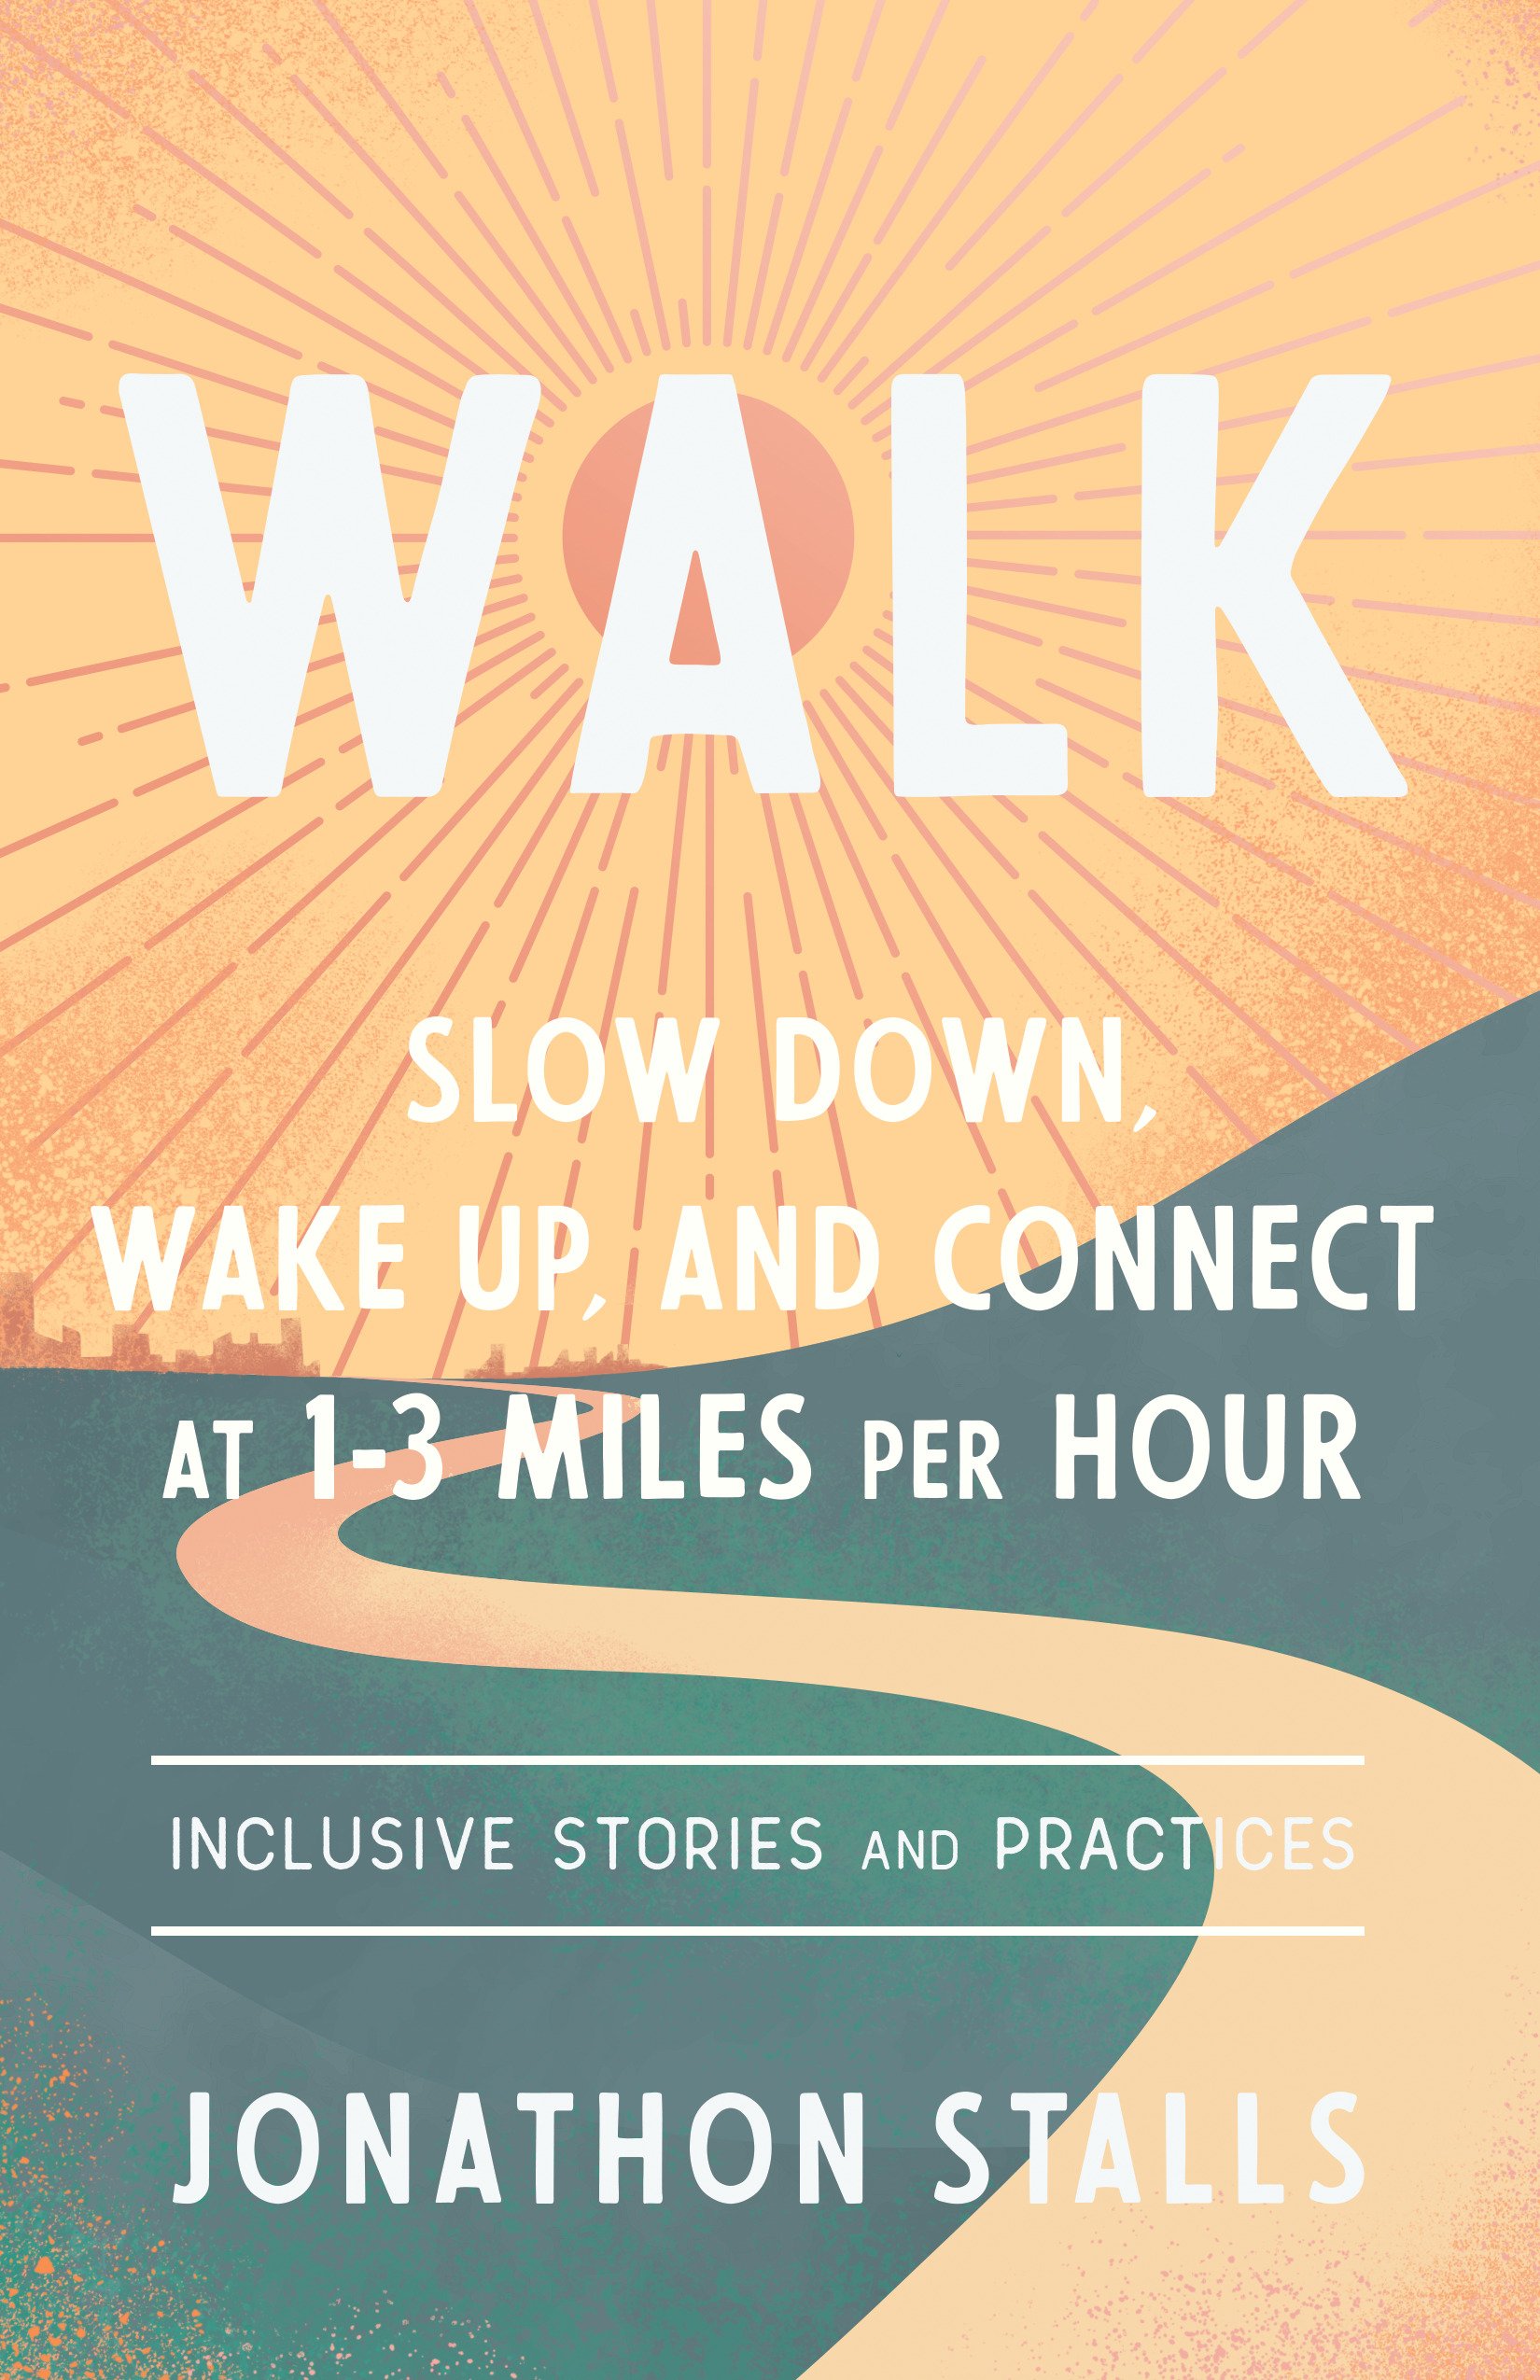 WALK
SLOW DOWN,
WAKE UP, AND CONNECT
AT 1-3 MILES PER HOUR
INCLUSIVE STORIES AND PRACTICES
JONATHON STALLS